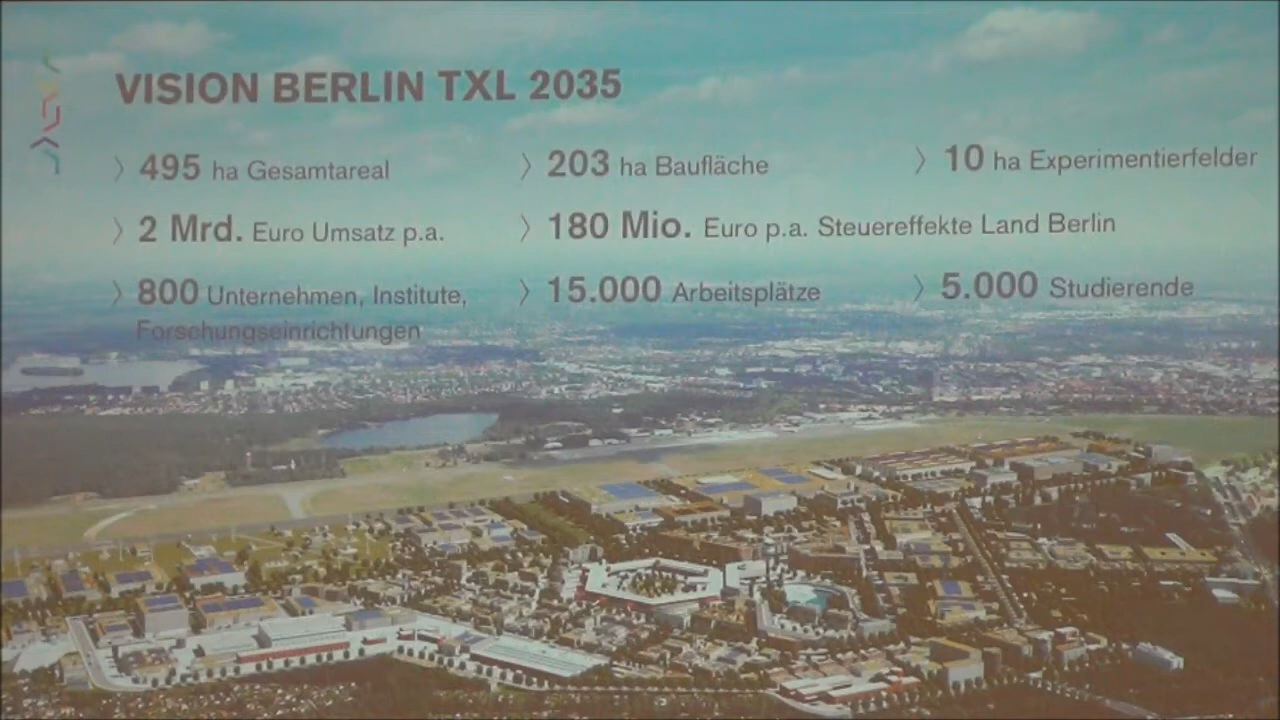 VISION BERLIN TXL 2035
〉 495 ha Gesamtareal
〉 203 ha Baufläche
〉 10 ha Experimentierfelder
〉 2 Mrd. Euro Umsatz p.a.
〉 180 Mio. Euro p.a. Steuereffekte Land Berlin
〉 800 Unternehmen, Institute,
Forschungseinrichtungen
〉 15.000 Arbeitsplätze
〉 5.000 Studierende